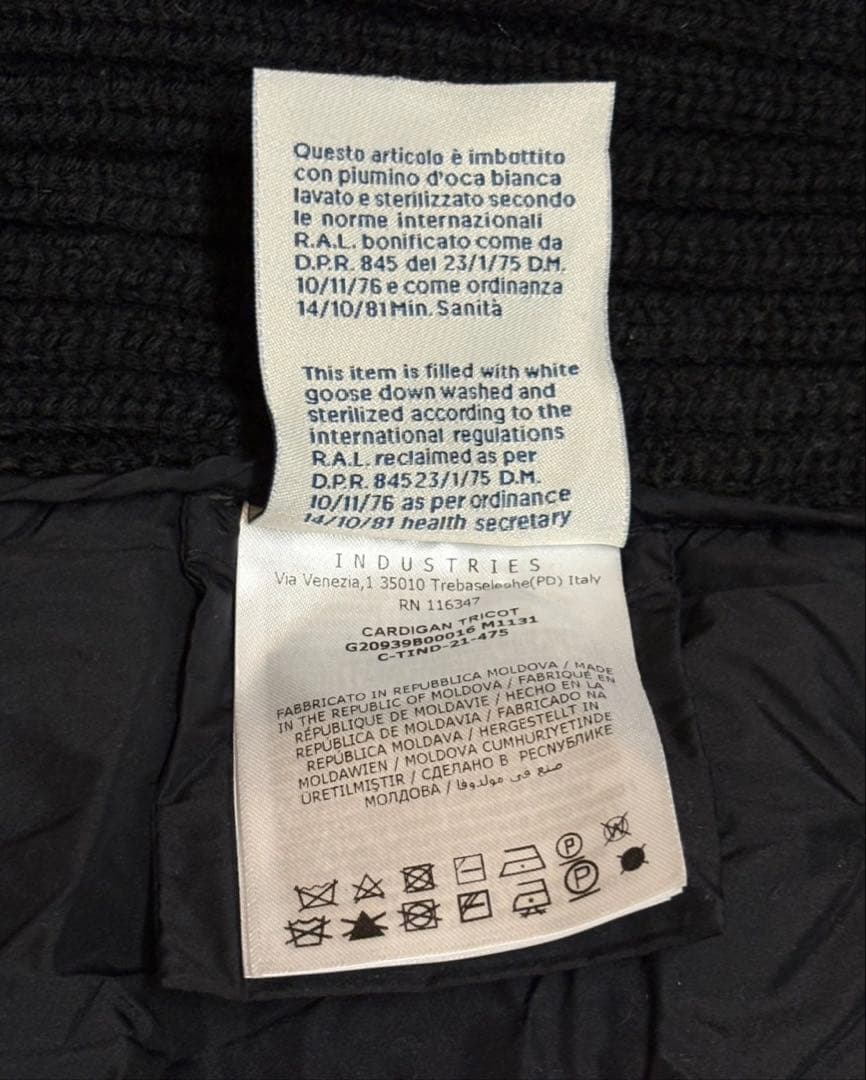 Questo articolo è imbottito
con piumino d'oca bianca
lavato e sterilizzato secondo
le norme internazionali
R.A.L. bonificato come da
D.P.R. 845 del 23/1/75 D.M.
10/11/76 e come ordinanza
14/10/81 Min. Sanità
This item is filled with white
goose down washed and
sterilized according to the
international regulations
R.A.L. reclaimed as per
D.P.R. 845 23/1/75 D.M.
10/11/76 as per ordinance
14/10/81 health secretary
INDUSTRIES
Via Venezia,1 35010 Trebaseleghe(PD) Italy
RN 116347
CARDIGAN TRICOT
G20939B00016 M1131
C-TIND-21-475
FABBRICATO IN REPUBBLICA MOLDOVA / MADE
IN THE REPUBLIC OF MOLDOVA / FABRIQUÉ EN
RÉPUBLIQUE DE MOLDAVIE / HECHO EN LA
REPÚBLICA DE MOLDAVIA / FABRICADO NA
REPÚBLICA MOLDAVA / HERGESTELLT IN
MOLDAWIEN / MOLDOVA CUMHURIYETINDE
ÜRETILMIŞTIR / СДЕЛАНО В РЕСПУБЛИКЕ
МОЛДОВА / صنع في مولدوفا
P
W
P